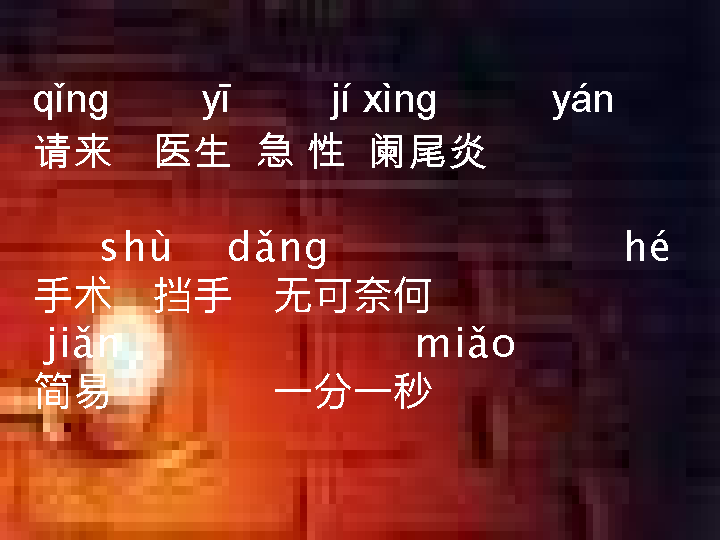 qǐng yī jí xìng yán
请来 医生 急 性 阑尾炎
shù dǎng hé
手术 挡手 无可奈何
jiǎn miǎo
简易 一分一秒